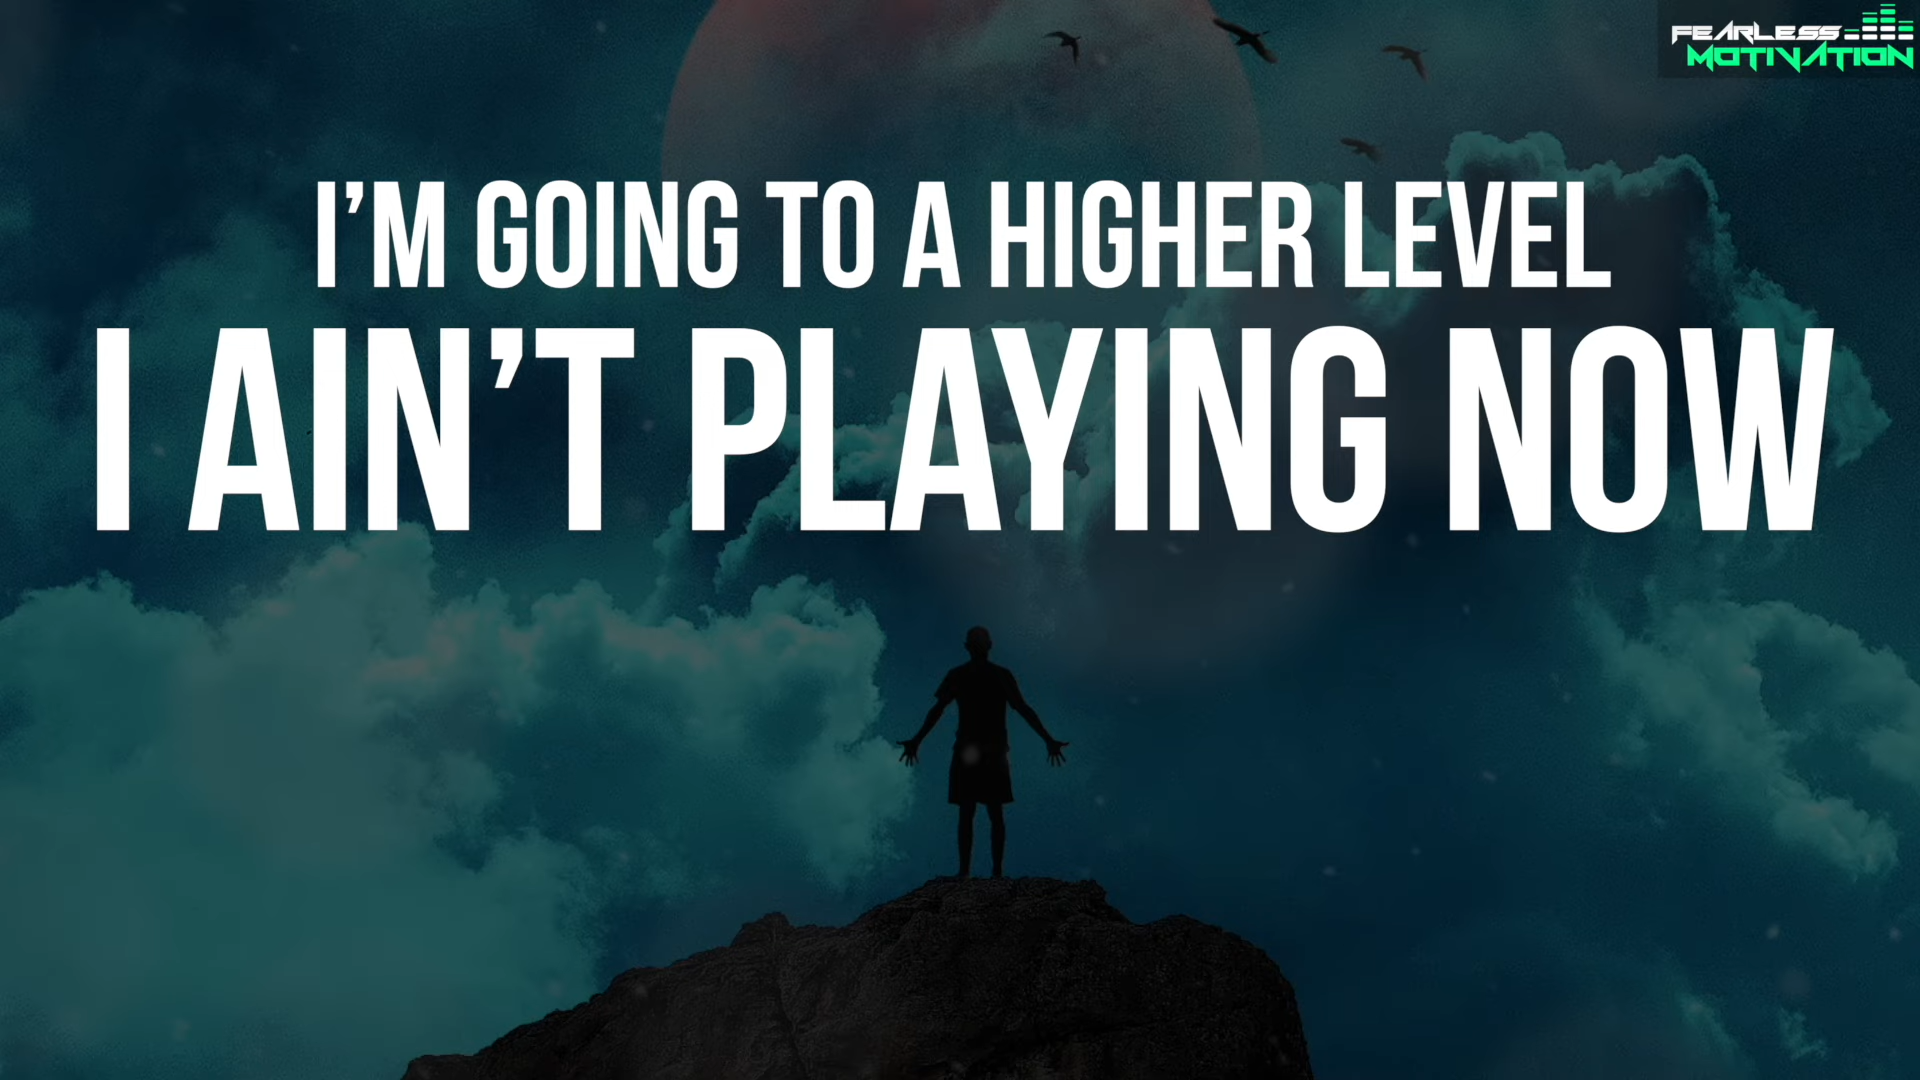 FEARLESS
MOTIVATION
I'M GOING TO A HIGHER LEVEL
I AIN'T PLAYING NOW